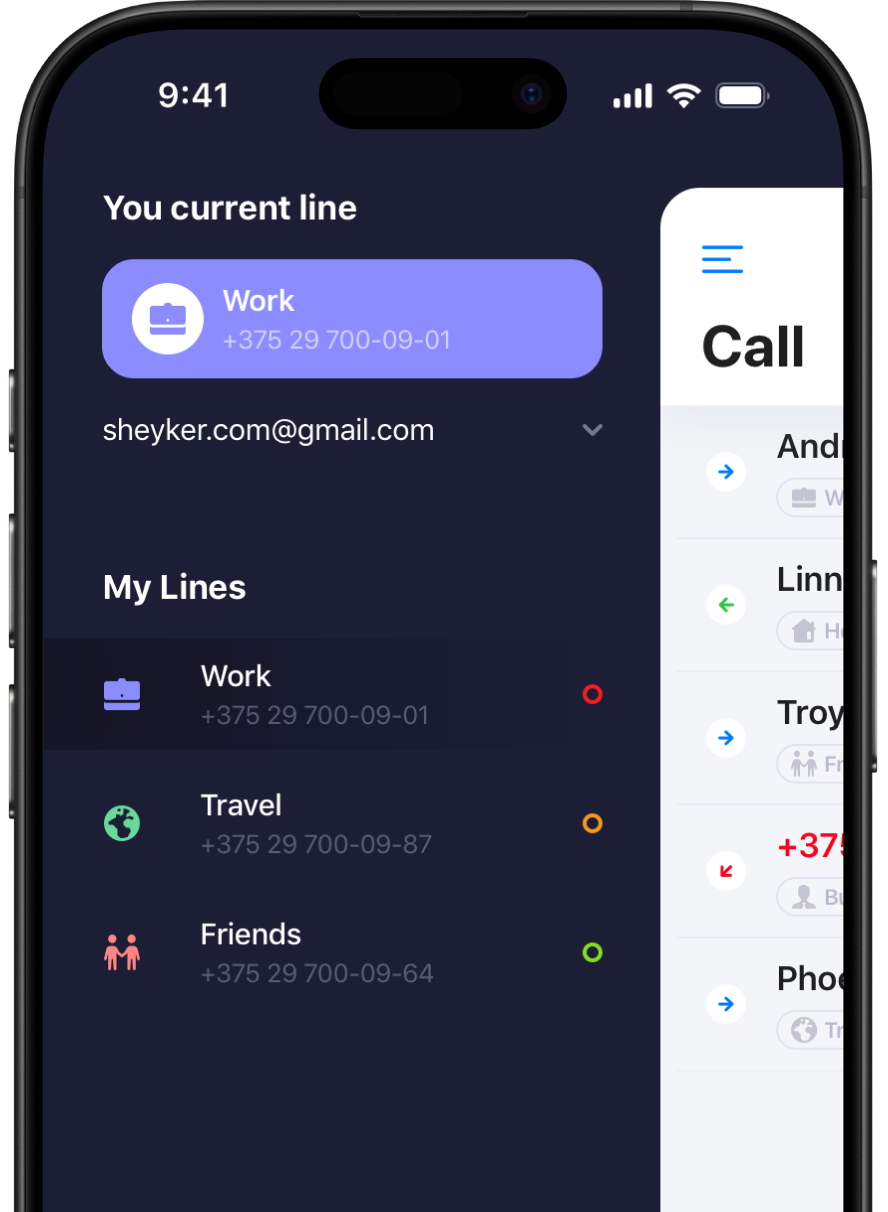 9:41
You current line
Work
+375 29 700-09-01
sheyker.com@gmail.com
My Lines
Work
+375 29 700-09-01
Travel
+375 29 700-09-87
Friends
+375 29 700-09-64
Call
Troy